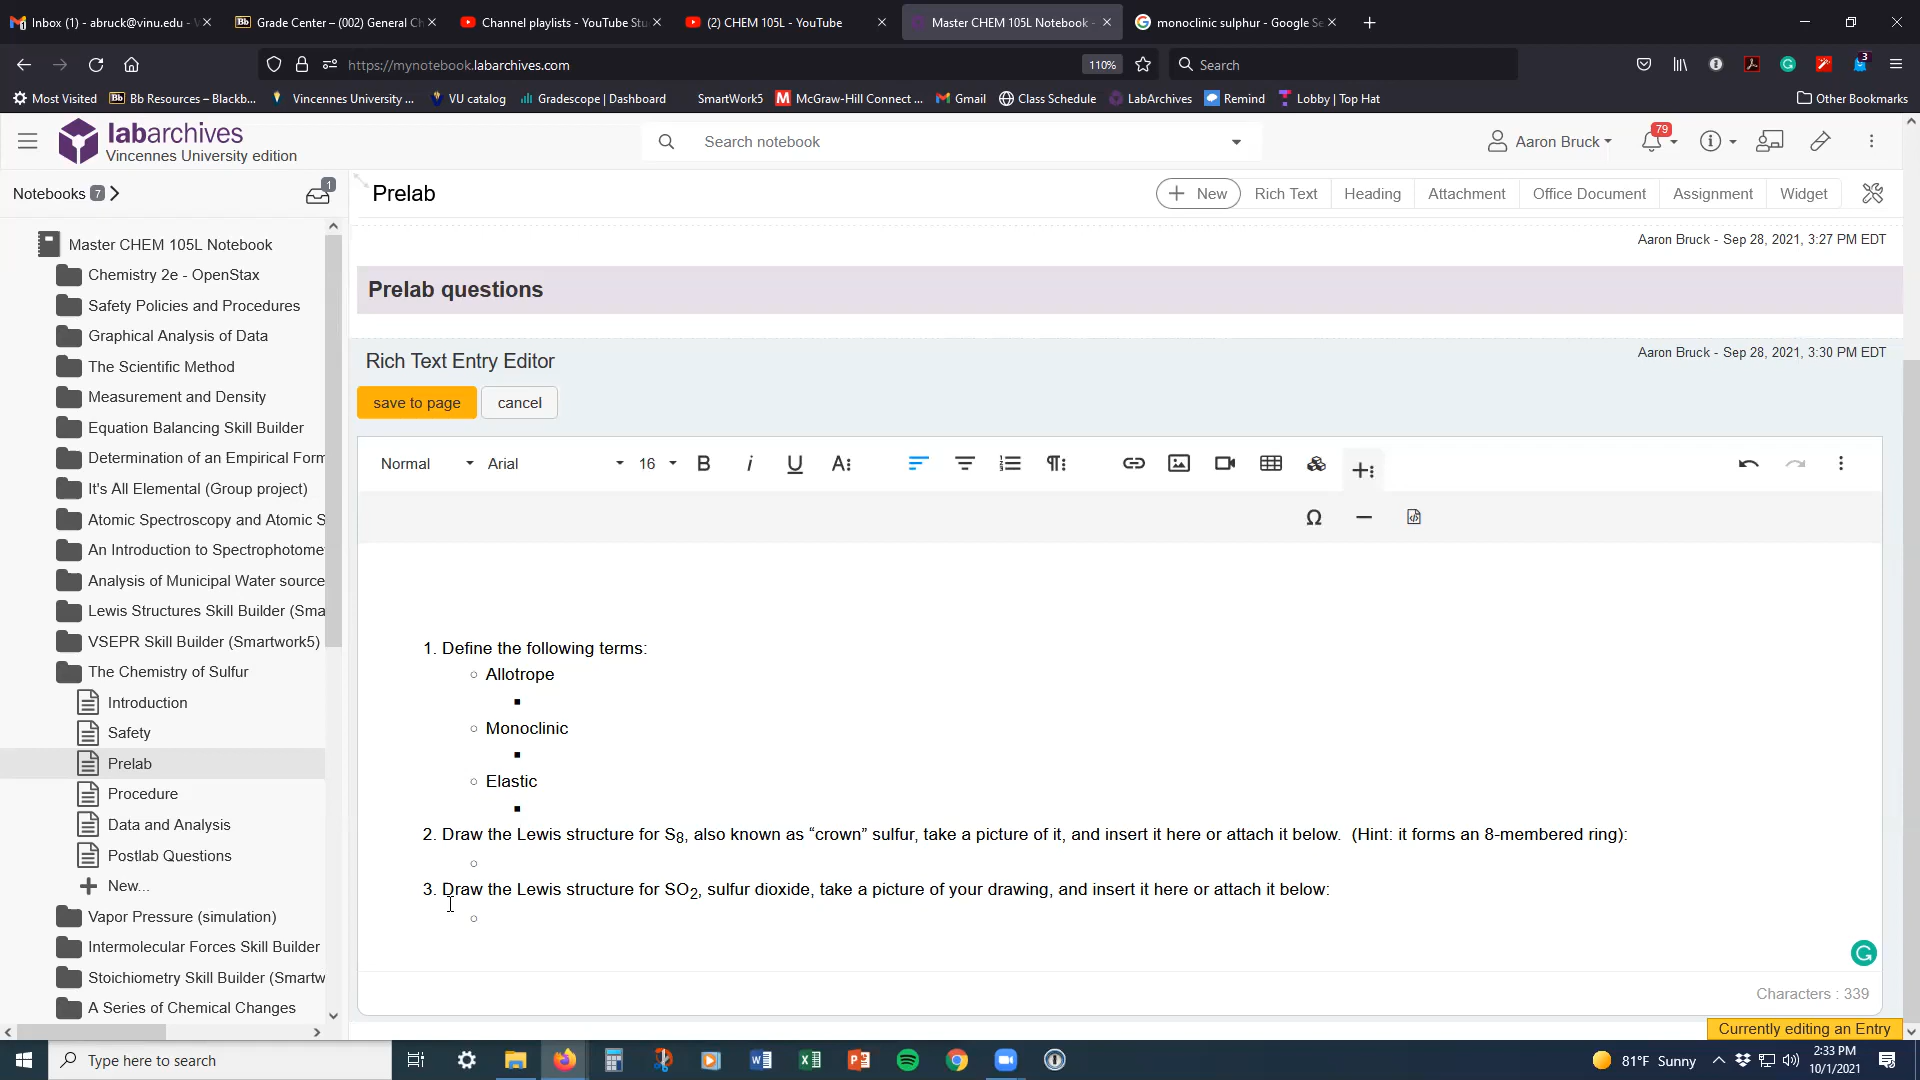 Inbox (1) - abruck@vinu.edu -
Grade Center – (002) General Ch
Channel playlists - YouTube Stu
(2) CHEM 105L - YouTube
Master CHEM 105L Notebook -
monoclinic sulphur - Google Se
https://mynotebook.labarchives.com
110%
Search
3
Most Visited
Bb Resources – Blackb...
Vincennes University ...
VU catalog
Gradescope | Dashboard
SmartWork5
McGraw-Hill Connect ...
Gmail
Class Schedule
LabArchives
Remind
Lobby | Top Hat
Other Bookmarks
labarchives
Vincennes University edition
Search notebook
Aaron Bruck
79
Notebooks 7
1
Prelab
New
Rich Text
Heading
Attachment
Office Document
Assignment
Widget
Master CHEM 105L Notebook
Chemistry 2e - OpenStax
Safety Policies and Procedures
Graphical Analysis of Data
The Scientific Method
Measurement and Density
Equation Balancing Skill Builder
Determination of an Empirical Form
It's All Elemental (Group project)
Atomic Spectroscopy and Atomic S
An Introduction to Spectrophotome
Analysis of Municipal Water source
Lewis Structures Skill Builder (Sma
VSEPR Skill Builder (Smartwork5)
The Chemistry of Sulfur
Introduction
Safety
Prelab
Procedure
Data and Analysis
Postlab Questions
New...
Vapor Pressure (simulation)
Intermolecular Forces Skill Builder
Stoichiometry Skill Builder (Smartw
A Series of Chemical Changes
Aaron Bruck - Sep 28, 2021, 3:27 PM EDT
Prelab questions
Rich Text Entry Editor
Aaron Bruck - Sep 28, 2021, 3:30 PM EDT
save to page
cancel
Normal
Arial
16
1. Define the following terms:
Allotrope
Monoclinic
Elastic
2. Draw the Lewis structure for S8, also known as “crown” sulfur, take a picture of it, and insert it here or attach it below.  (Hint: it forms an 8-membered ring):
3. Draw the Lewis structure for SO2, sulfur dioxide, take a picture of your drawing, and insert it here or attach it below:
Characters : 339
Currently editing an Entry
Type here to search
81°F Sunny
2:33 PM
10/1/2021